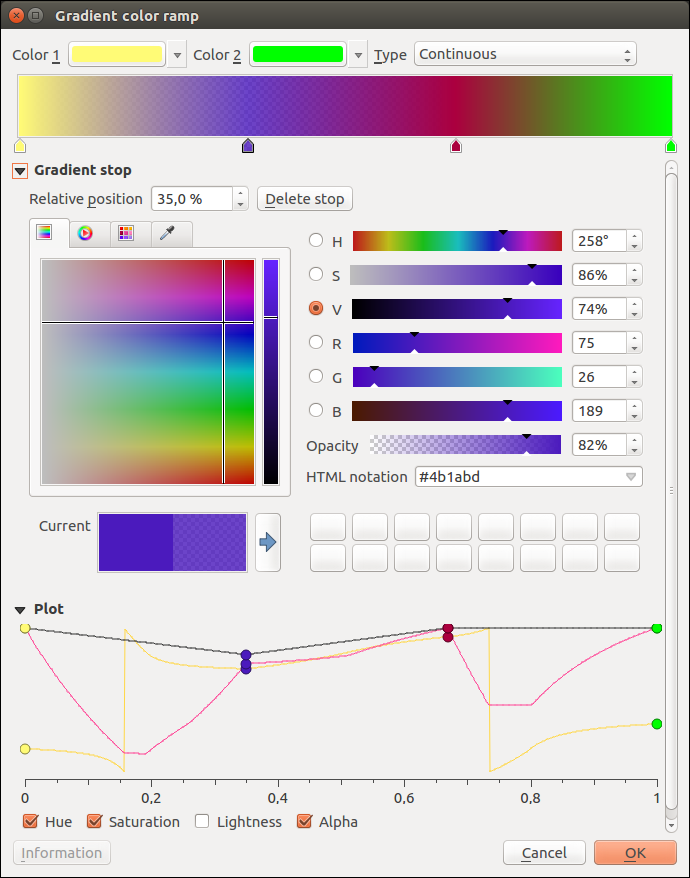 Gradient color ramp
Color 1 Color 2 Type Continuous
Gradient stop
Relative position 35,0 % Delete stop
H 258°
S 86%
V 74%
R 75
G 26
B 189
Opacity 82%
HTML notation #4b1abd
Current
Plot
0 0,2 0,4 0,6 0,8 1
Hue Saturation Lightness Alpha
Information Cancel OK